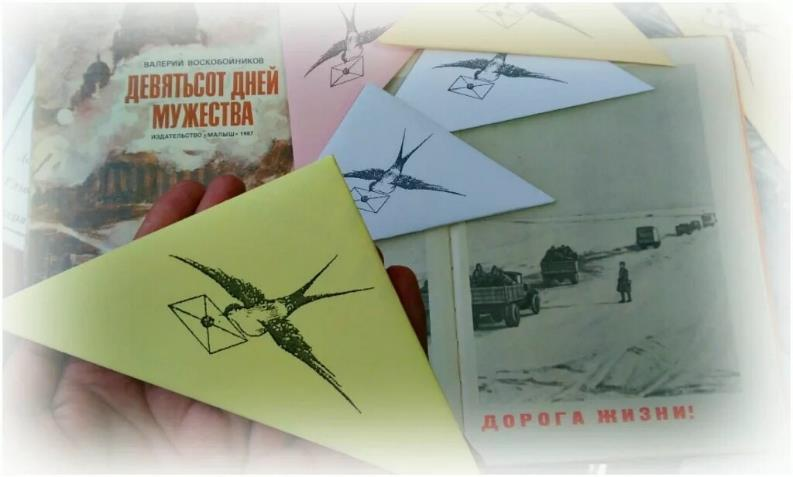 ВАЛЕРИЙ ВОСКОБОЙНИКОВ
ДЕВЯТЬСОТ ДНЕЙ
МУЖЕСТВА
ИЗДАТЕЛЬСТВО «МАЛЫШ» 1987
ДОРОГА ЖИЗНИ!